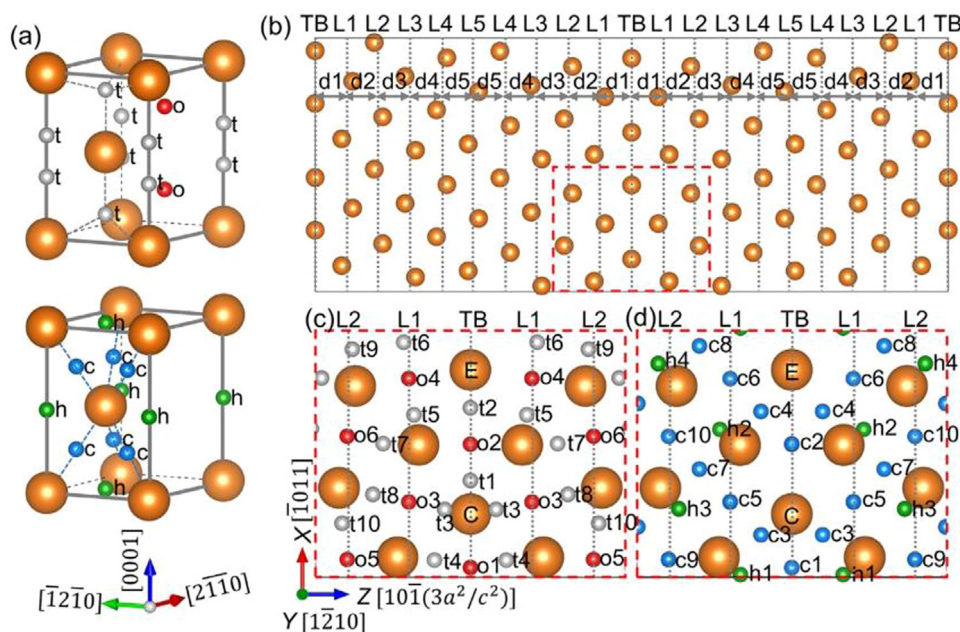 (a)
t
o
t
t
t
t
t
t
t
t
o
t
h
c
c
c
h
h
h
h
c
c
c
h
[0001]
[1̄21̄0]
[21̄1̄0]
(b)
TB L1 L2 L3 L4 L5 L4 L3 L2 L1 TB L1 L2 L3 L4 L5 L4 L3 L2 L1 TB
d1 d2 d3 d4 d5 d5 d4 d3 d2 d1 d1 d2 d3 d4 d5 d5 d4 d3 d2 d1
(c)
L2 L1 TB L1 L2
t9 t6 t6 t9
E
o4 o4
t5 t2 t5
o6 t7 o2 t7 o6
t1
t8 o3 o3 t8
t10 t3 C t3 t10
o5 t4 o1 t4 o5
(d)
L2 L1 TB L1 L2
c8 c8
h4 c6 E c6 h4
c4 c4
c10 h2 c2 h2 c10
c7 c7
h3 c5 C c5 h3
c3 c3
c9 h1 c1 h1 c9
X [1̄011]
Z [101̄(3a²/c²)]
Y [12̄10]